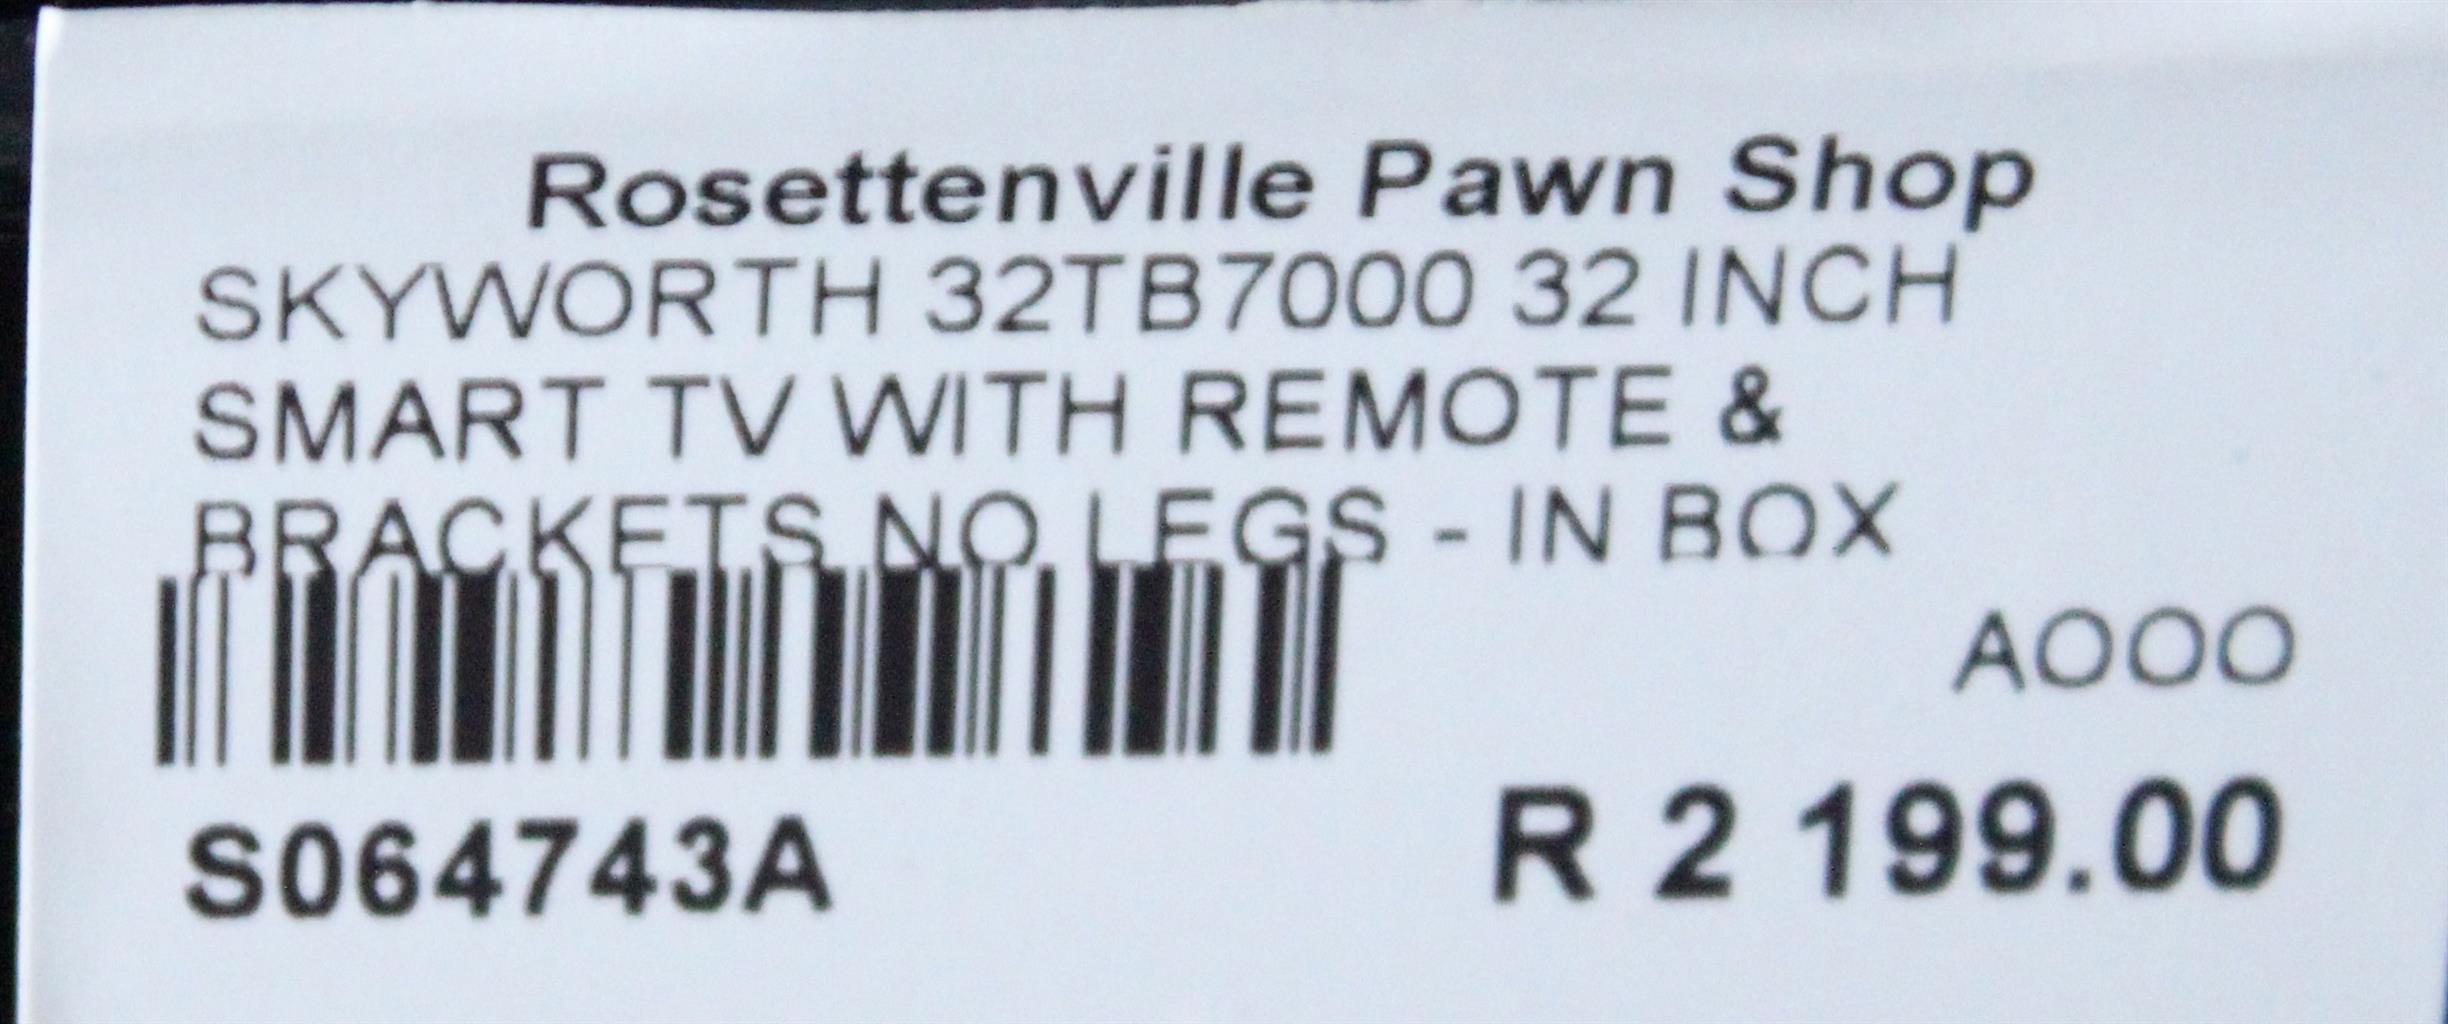 Rosettenville Pawn Shop
SKYWORTH 32TB7000 32 INCH
SMART TV WITH REMOTE &
BRACKETS NO LEGS - IN BOX
AOOO
S064743A
R 2 199.00